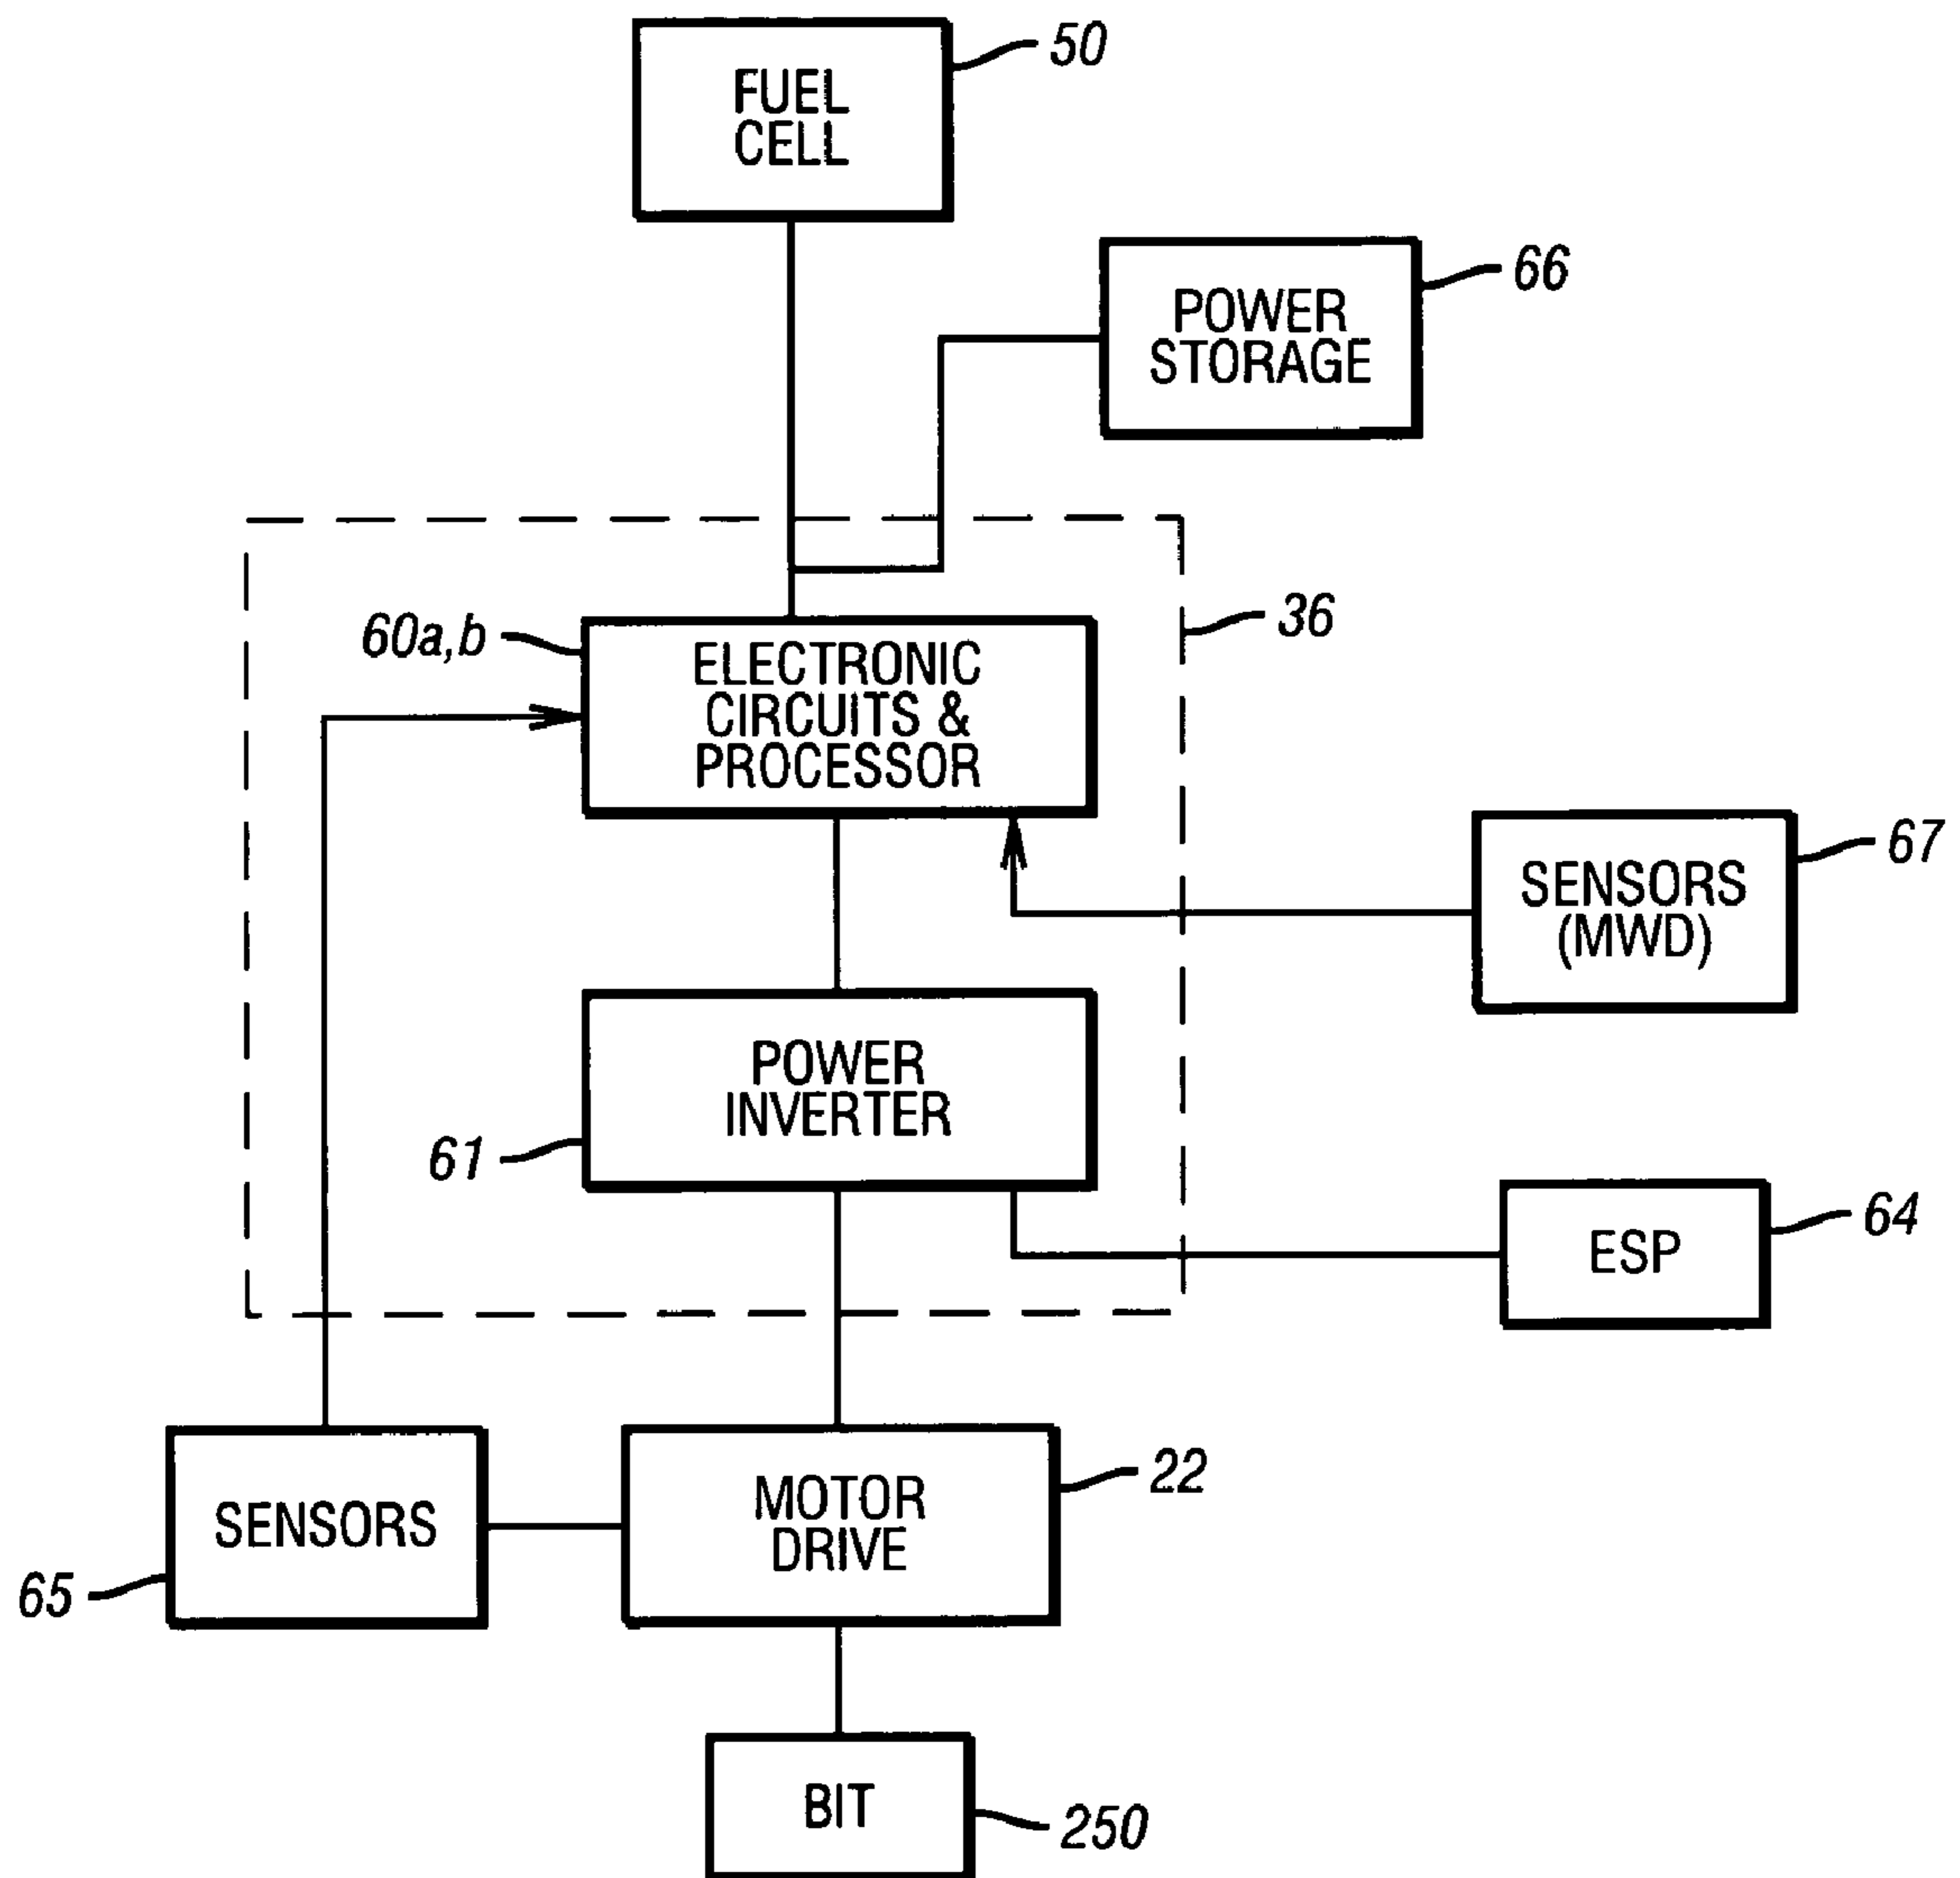 50
FUEL
CELL
66
POWER
STORAGE
36
60a,b
ELECTRONIC
CIRCUITS &
PROCESSOR
67
SENSORS
(MWD)
POWER
INVERTER
61
64
ESP
22
MOTOR
DRIVE
SENSORS
65
BIT
250